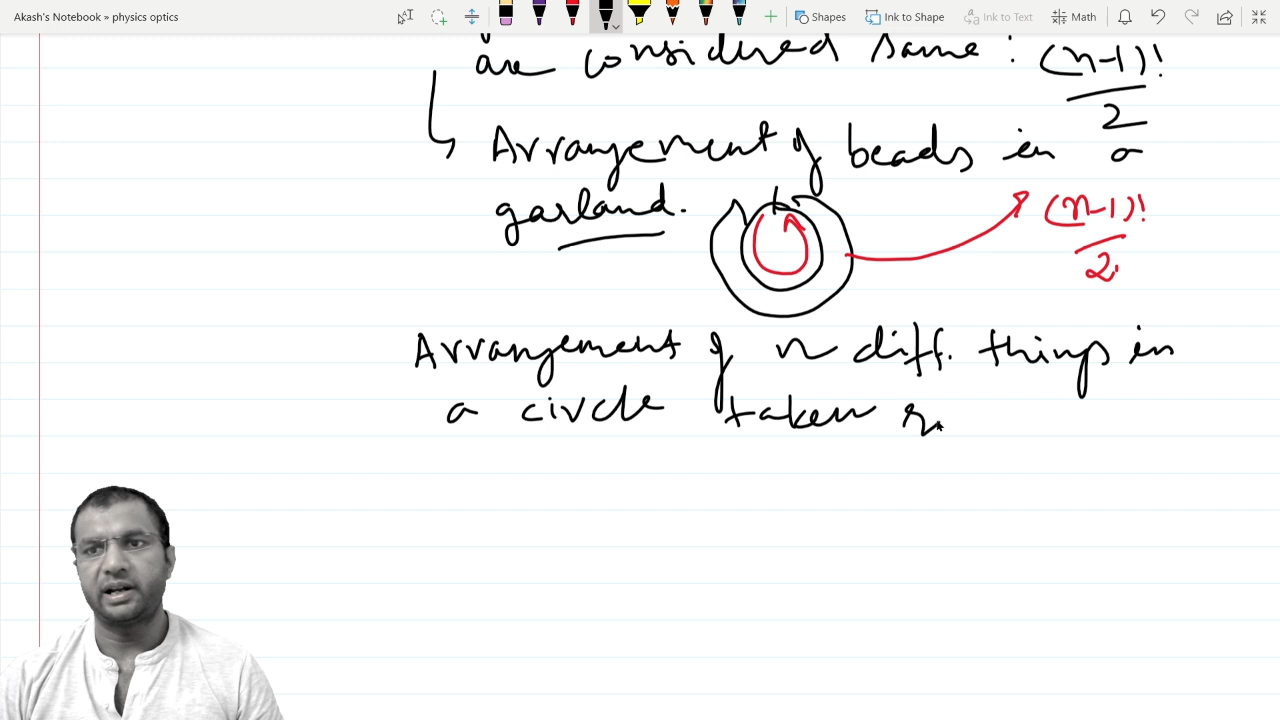 Akash's Notebook » physics optics
Shapes Ink to Shape Ink to Text Math
are considered same : (n-1)!
2
↳ Arrangement of beads in a
garland. (n-1)!
2
Arrangement of n diff. things in
a circle taken r